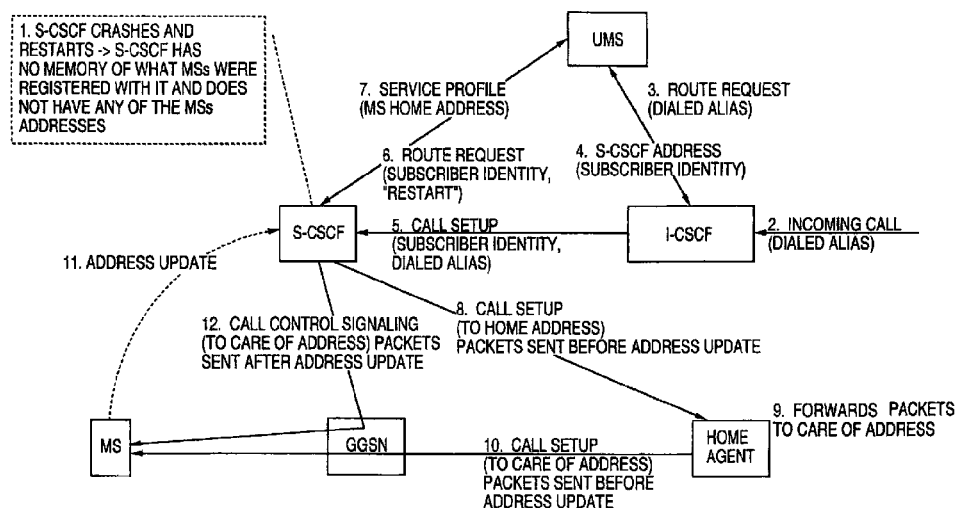 1. S-CSCF CRASHES AND
RESTARTS -> S-CSCF HAS
NO MEMORY OF WHAT MSs WERE
REGISTERED WITH IT AND DOES
NOT HAVE ANY OF THE MSs
ADDRESSES
UMS
7. SERVICE PROFILE
(MS HOME ADDRESS)
3. ROUTE REQUEST
(DIALED ALIAS)
6. ROUTE REQUEST
(SUBSCRIBER IDENTITY,
"RESTART")
4. S-CSCF ADDRESS
(SUBSCRIBER IDENTITY)
S-CSCF
5. CALL SETUP
(SUBSCRIBER IDENTITY,
DIALED ALIAS)
I-CSCF
2. INCOMING CALL
(DIALED ALIAS)
11. ADDRESS UPDATE
12. CALL CONTROL SIGNALING
(TO CARE OF ADDRESS) PACKETS
SENT AFTER ADDRESS UPDATE
8. CALL SETUP
(TO HOME ADDRESS)
PACKETS SENT BEFORE ADDRESS UPDATE
MS
GGSN
10. CALL SETUP
(TO CARE OF ADDRESS)
PACKETS SENT BEFORE
ADDRESS UPDATE
HOME
AGENT
9. FORWARDS PACKETS
TO CARE OF ADDRESS